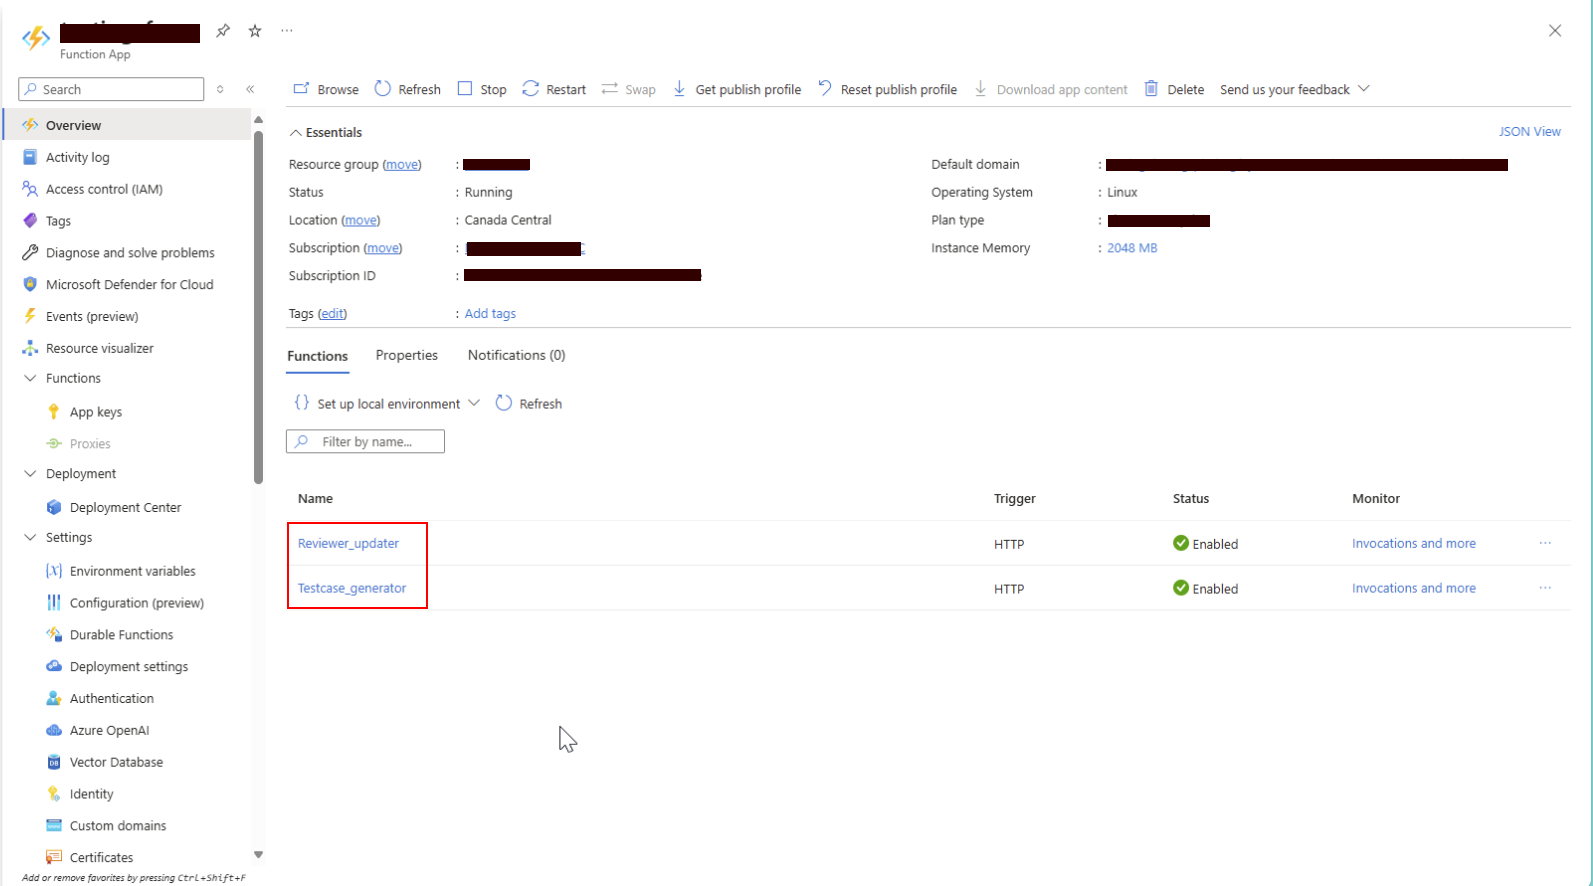 Function App
Search
Overview
Activity log
Access control (IAM)
Tags
Diagnose and solve problems
Microsoft Defender for Cloud
Events (preview)
Resource visualizer
Functions
App keys
Proxies
Deployment
Deployment Center
Settings
Environment variables
Configuration (preview)
Durable Functions
Deployment settings
Authentication
Azure OpenAI
Vector Database
Identity
Custom domains
Certificates
Add or remove favorites by pressing Ctrl+Shift+F
Browse Refresh Stop Restart Swap Get publish profile Reset publish profile Download app content Delete Send us your feedback
Essentials JSON View
Resource group (move) :
Status : Running
Location (move) : Canada Central
Subscription (move) :
Subscription ID :
Tags (edit) : Add tags
Default domain :
Operating System : Linux
Plan type :
Instance Memory : 2048 MB
Functions Properties Notifications (0)
{} Set up local environment Refresh
Filter by name...
Name Trigger Status Monitor
Reviewer_updater HTTP Enabled Invocations and more ...
Testcase_generator HTTP Enabled Invocations and more ...